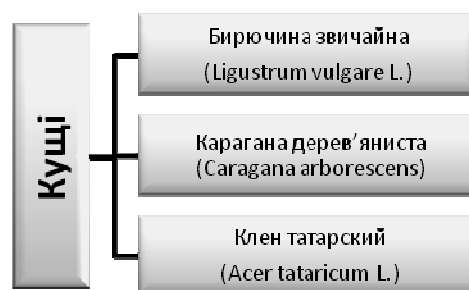 Кущі
Бирючина звичайна
(Ligustrum vulgare L.)
Карагана дерев’яниста
(Caragana arborescens)
Клен татарский
(Acer tataricum L.)